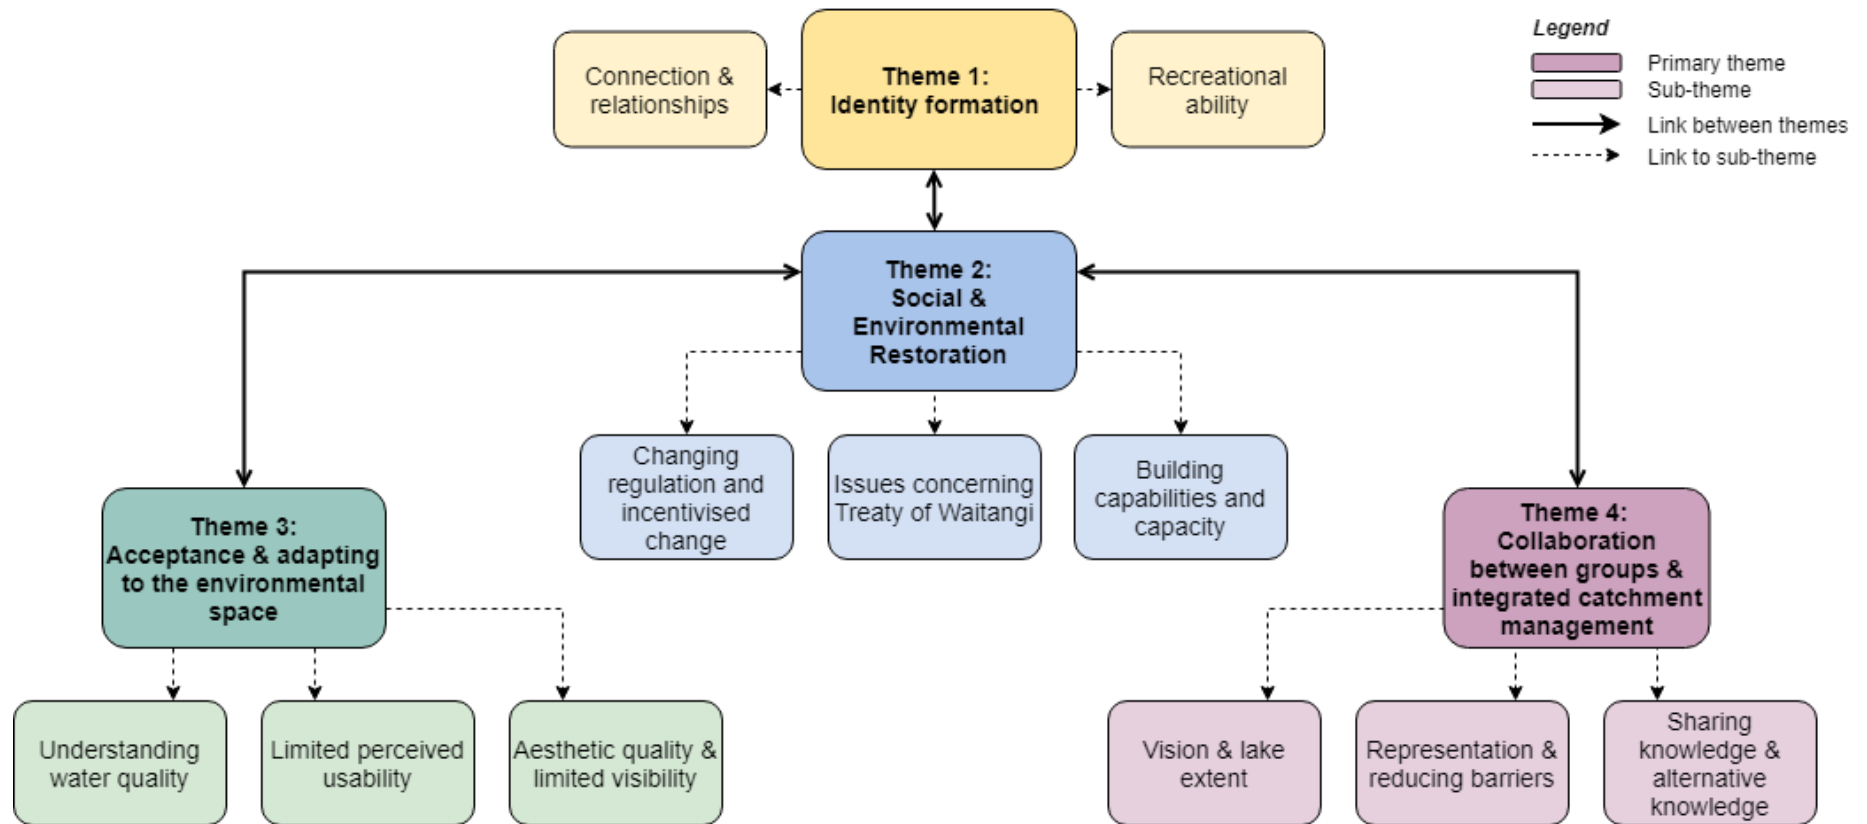 Connection &
relationships
Theme 1:
Identity formation
Recreational
ability
Legend
Primary theme
Sub-theme
Link between themes
Link to sub-theme
Theme 2:
Social &
Environmental
Restoration
Changing
regulation and
incentivised
change
Issues concerning
Treaty of Waitangi
Building
capabilities and
capacity
Theme 3:
Acceptance & adapting
to the environmental
space
Theme 4:
Collaboration
between groups &
integrated catchment
management
Understanding
water quality
Limited perceived
usability
Aesthetic quality &
limited visibility
Vision & lake
extent
Representation &
reducing barriers
Sharing
knowledge &
alternative
knowledge